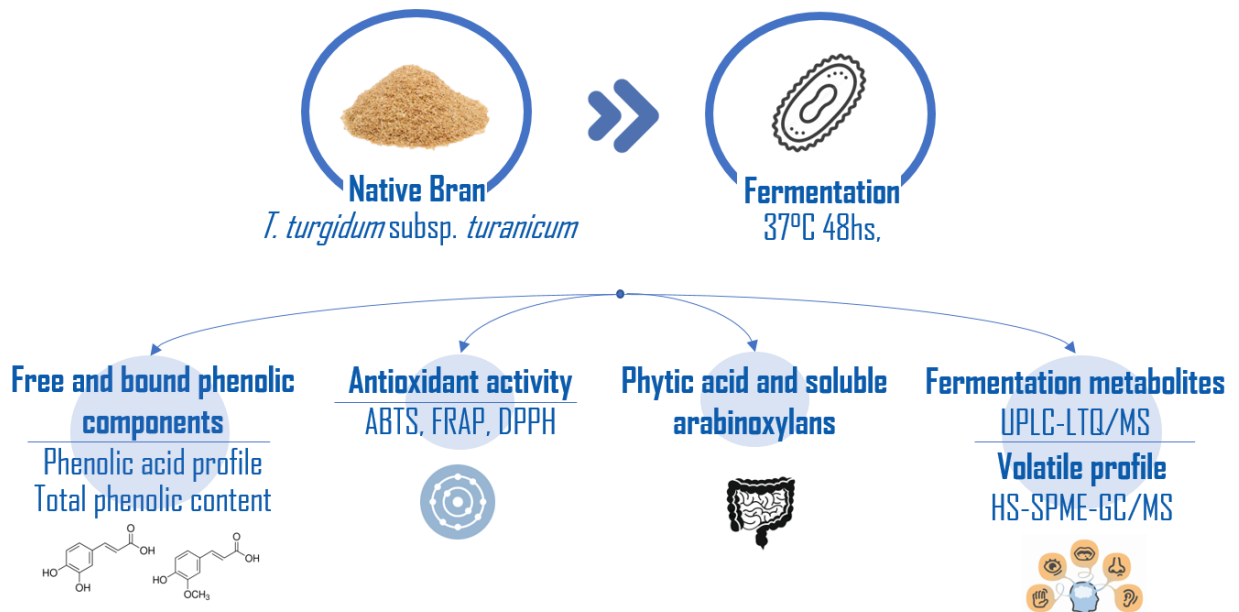 Native Bran
T. turgidum subsp. turanicum
Fermentation
37ºC 48hs,
Free and bound phenolic
components
Phenolic acid profile
Total phenolic content
Antioxidant activity
ABTS, FRAP, DPPH
Phytic acid and soluble
arabinoxylans
Fermentation metabolites
UPLC-LTQ/MS
Volatile profile
HS-SPME-GC/MS
O
OH
HO
OH
O
OH
HO
OCH3